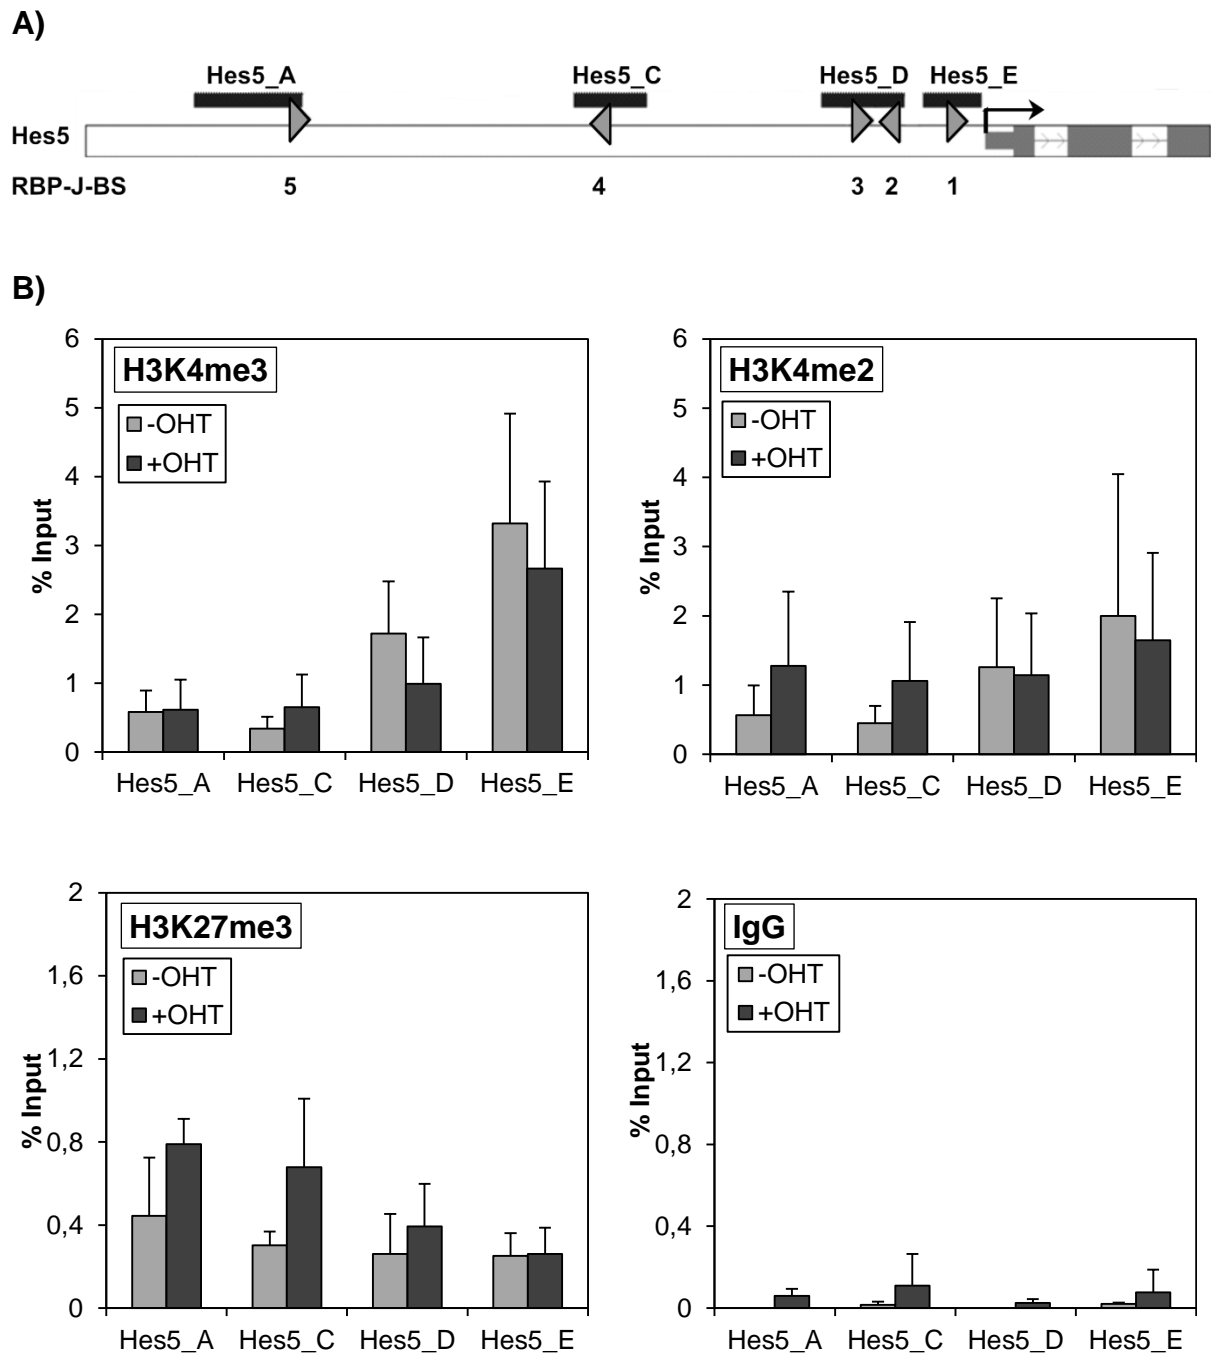 A)
Hes5_A Hes5_C Hes5_D Hes5_E
Hes5
RBP-J-BS 5 4 3 2 1
B)
H3K4me3
-OHT
+OHT
% Input
6
5
4
3
2
1
0
Hes5_A Hes5_C Hes5_D Hes5_E
H3K4me2
-OHT
+OHT
% Input
6
5
4
3
2
1
0
Hes5_A Hes5_C Hes5_D Hes5_E
H3K27me3
-OHT
+OHT
% Input
2
1,6
1,2
0,8
0,4
0
Hes5_A Hes5_C Hes5_D Hes5_E
IgG
-OHT
+OHT
% Input
2
1,6
1,2
0,8
0,4
0
Hes5_A Hes5_C Hes5_D Hes5_E